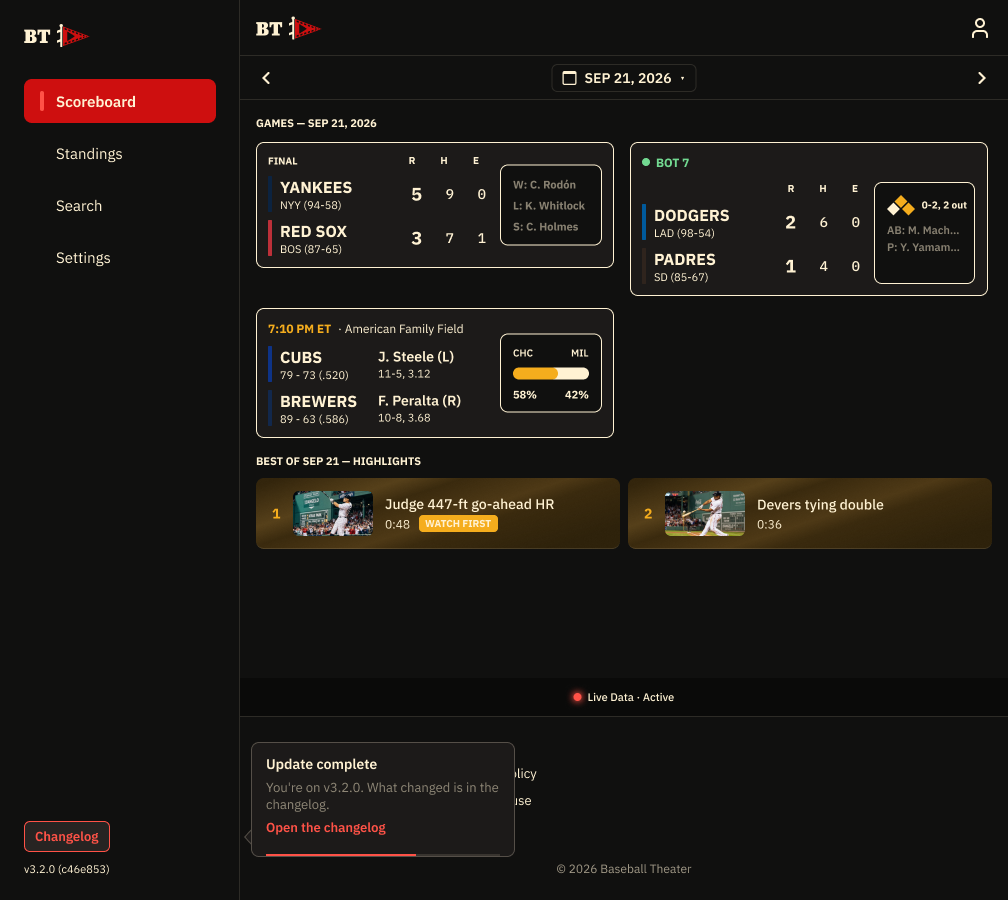 BT
Scoreboard
Standings
Search
Settings
Changelog
v3.2.0 (c46e853)
BT
SEP 21, 2026
GAMES — SEP 21, 2026
FINAL R H E
YANKEES 5 9 0
NYY (94-58)
RED SOX 3 7 1
BOS (87-65)
W: C. Rodón
L: K. Whitlock
S: C. Holmes
BOT 7
R H E
DODGERS 2 6 0
LAD (98-54)
PADRES 1 4 0
SD (85-67)
0-2, 2 out
AB: M. Mach...
P: Y. Yamam...
7:10 PM ET · American Family Field
CUBS J. Steele (L)
79 - 73 (.520) 11-5, 3.12
BREWERS F. Peralta (R)
89 - 63 (.586) 10-8, 3.68
CHC MIL
58% 42%
BEST OF SEP 21 — HIGHLIGHTS
1
Judge 447-ft go-ahead HR
0:48 WATCH FIRST
2
Devers tying double
0:36
Live Data · Active
Update complete
You're on v3.2.0. What changed is in the
changelog.
Open the changelog
olicy
use
© 2026 Baseball Theater